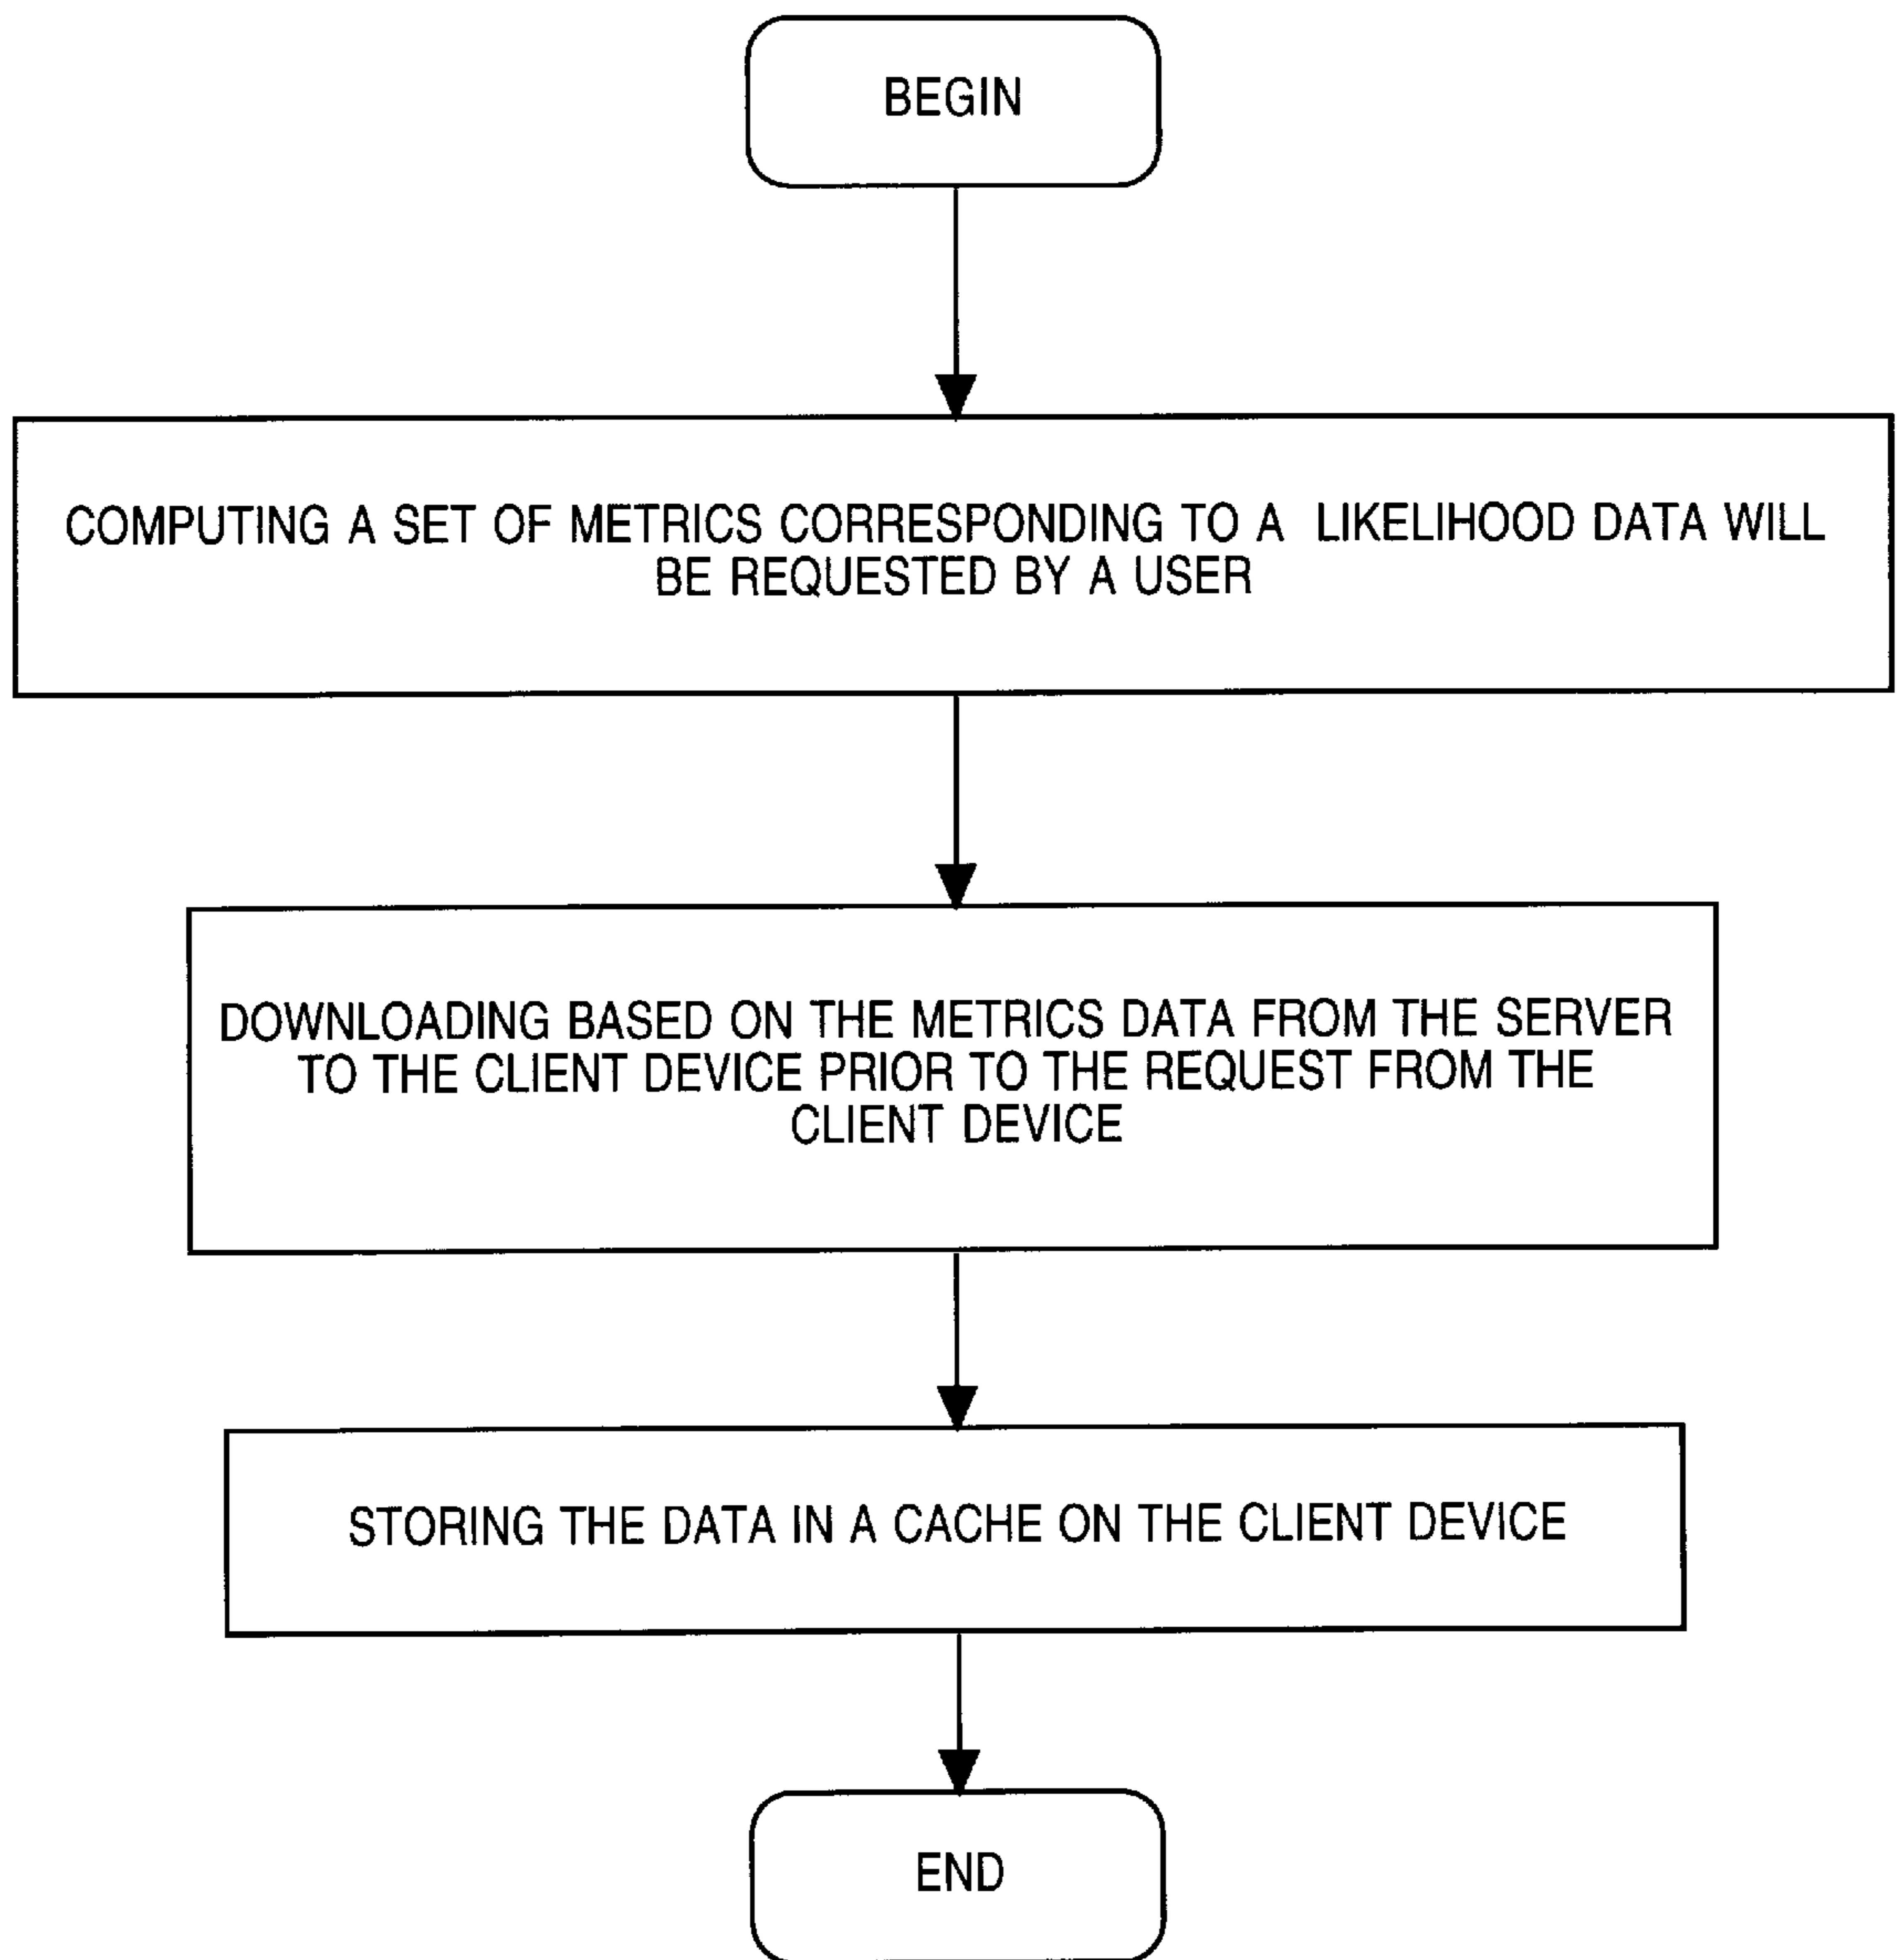 BEGIN
COMPUTING A SET OF METRICS CORRESPONDING TO A LIKELIHOOD DATA WILL
BE REQUESTED BY A USER
DOWNLOADING BASED ON THE METRICS DATA FROM THE SERVER
TO THE CLIENT DEVICE PRIOR TO THE REQUEST FROM THE
CLIENT DEVICE
STORING THE DATA IN A CACHE ON THE CLIENT DEVICE
END